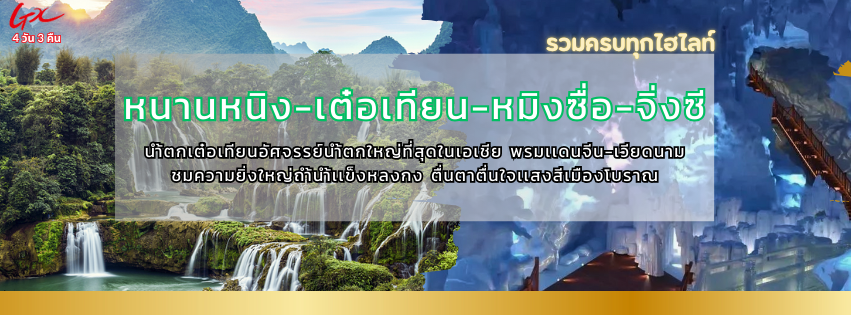 GTX
4 วัน 3 คืน
รวมครบทุกไฮไลท์
หนานหนิง-เต๋อเทียน-หมิงซื่อ-จิ่งซี
น้ำตกเต๋อเทียนอัศจรรย์น้ำตกใหญ่ที่สุดในเอเชีย พรมแดนจีน-เวียดนาม
ชมความยิ่งใหญ่ถ้ำน้ำแข็งหลงกง ตื่นตาตื่นใจแสงสีเมืองโบราณ